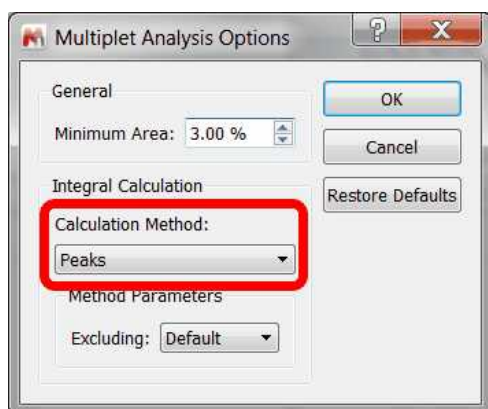 Multiplet Analysis Options
General
Minimum Area: 3.00 %
OK
Cancel
Restore Defaults
Integral Calculation
Calculation Method:
Peaks
Method Parameters
Excluding: Default